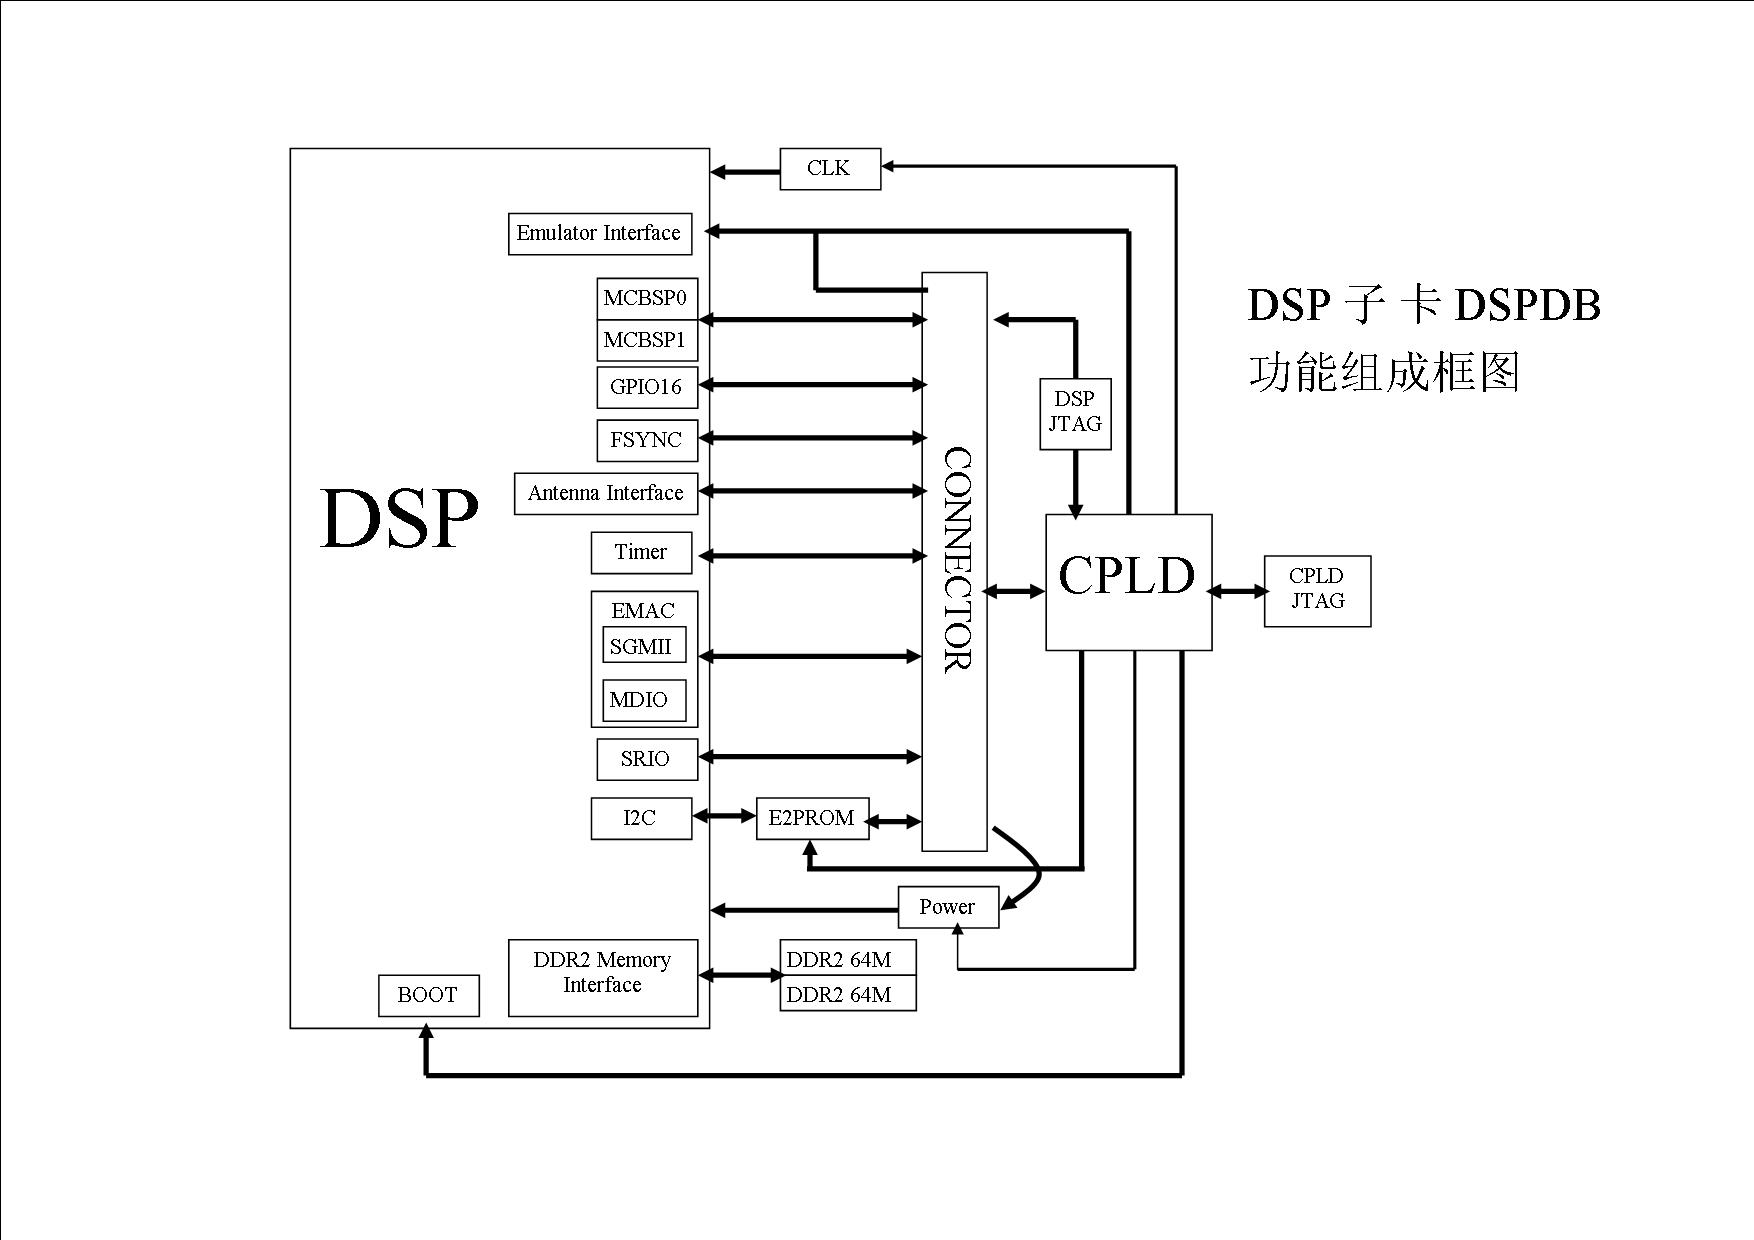 CLK
Emulator Interface
MCBSP0
MCBSP1
DSP 子 卡 DSPDB
功能组成框图
GPIO16
DSP
JTAG
FSYNC
Antenna Interface
DSP
CONNECTOR
Timer
CPLD
CPLD
JTAG
EMAC
SGMII
MDIO
SRIO
I2C
E2PROM
Power
DDR2 Memory
Interface
DDR2 64M
DDR2 64M
BOOT